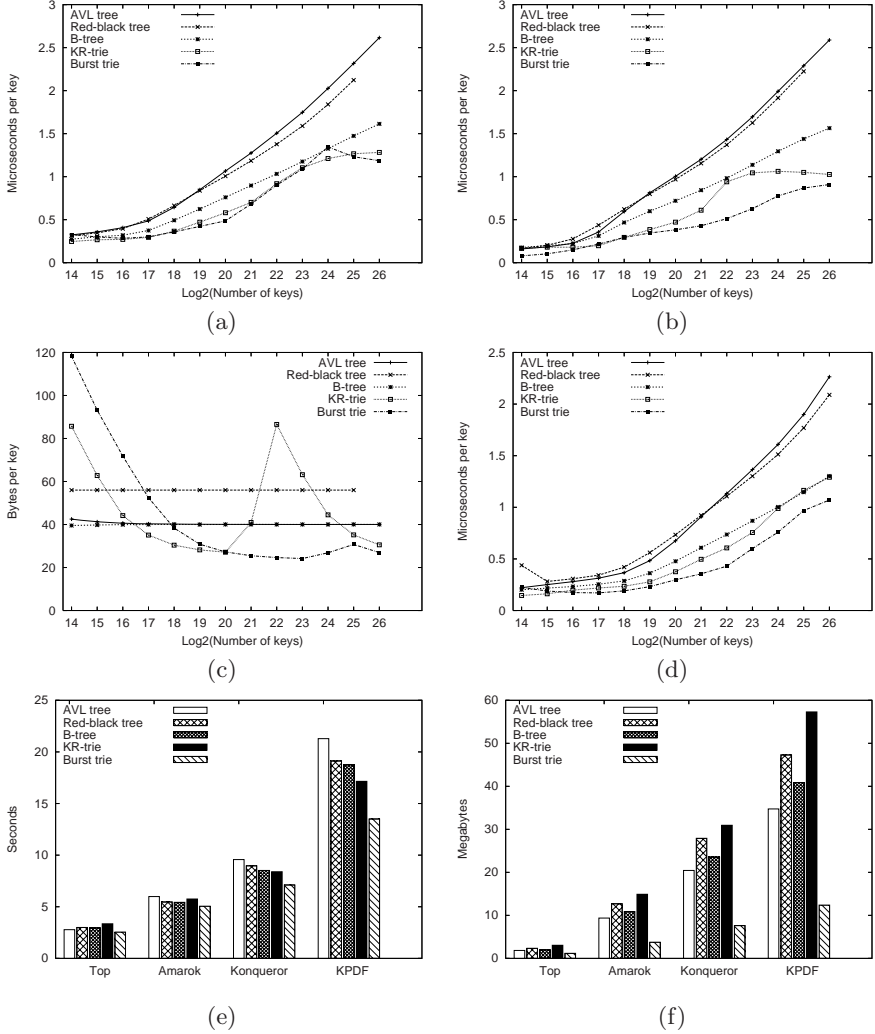 AVL tree
Red-black tree
B-tree
KR-trie
Burst trie
3
2.5
2
1.5
1
0.5
0
Microseconds per key
14 15 16 17 18 19 20 21 22 23 24 25 26
Log2(Number of keys)
(a)
AVL tree
Red-black tree
B-tree
KR-trie
Burst trie
3
2.5
2
1.5
1
0.5
0
Microseconds per key
14 15 16 17 18 19 20 21 22 23 24 25 26
Log2(Number of keys)
(b)
AVL tree
Red-black tree
B-tree
KR-trie
Burst trie
120
100
80
60
40
20
0
Bytes per key
14 15 16 17 18 19 20 21 22 23 24 25 26
Log2(Number of keys)
(c)
AVL tree
Red-black tree
B-tree
KR-trie
Burst trie
2.5
2
1.5
1
0.5
0
Microseconds per key
14 15 16 17 18 19 20 21 22 23 24 25 26
Log2(Number of keys)
(d)
AVL tree
Red-black tree
B-tree
KR-trie
Burst trie
25
20
15
10
5
0
Seconds
Top Amarok Konqueror KPDF
(e)
AVL tree
Red-black tree
B-tree
KR-trie
Burst trie
60
50
40
30
20
10
0
Megabytes
Top Amarok Konqueror KPDF
(f)